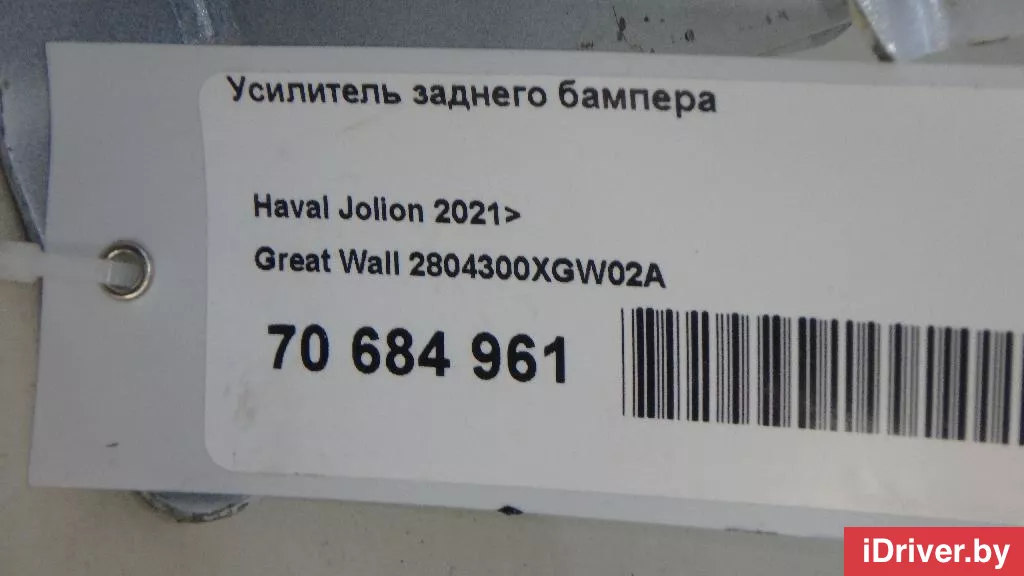 Усилитель заднего бампера
Haval Jolion 2021>
Great Wall 2804300XGW02A
70 684 961
iDriver.by